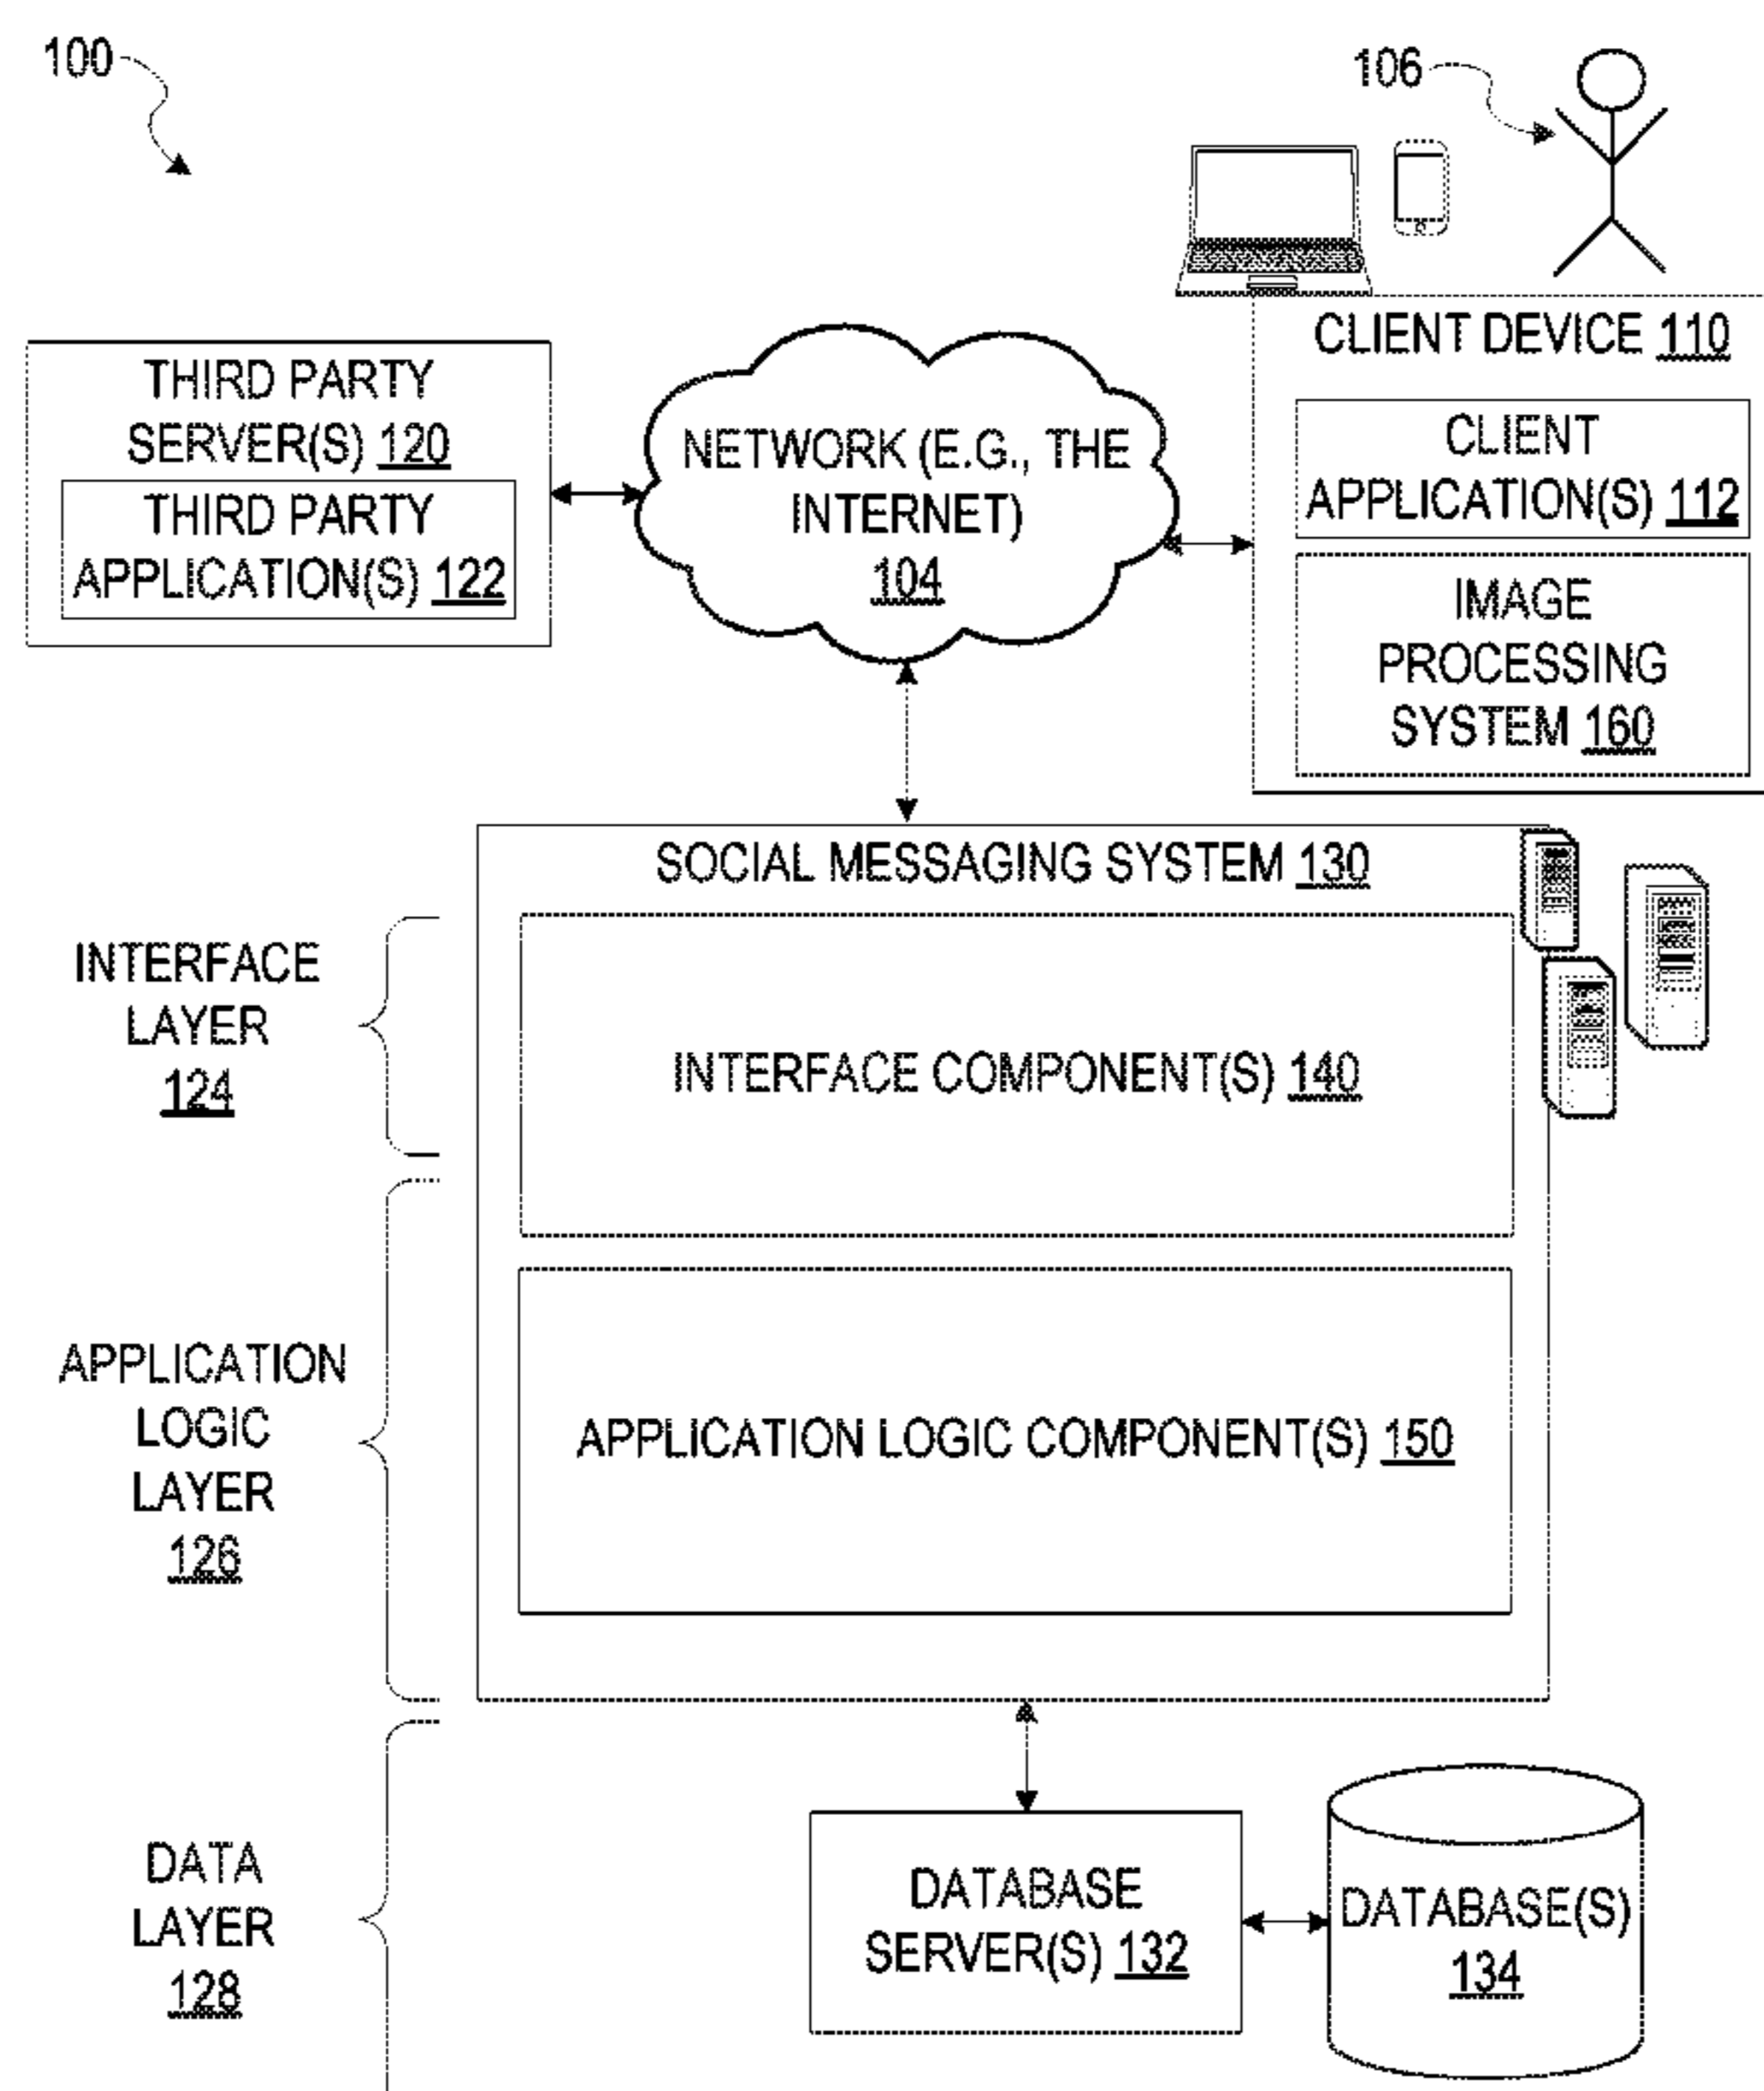 100
106
CLIENT DEVICE 110
THIRD PARTY
SERVER(S) 120
THIRD PARTY
APPLICATION(S) 122
NETWORK (E.G., THE
INTERNET)
104
CLIENT
APPLICATION(S) 112
IMAGE
PROCESSING
SYSTEM 160
SOCIAL MESSAGING SYSTEM 130
INTERFACE
LAYER
124
INTERFACE COMPONENT(S) 140
APPLICATION
LOGIC
LAYER
126
APPLICATION LOGIC COMPONENT(S) 150
DATA
LAYER
128
DATABASE
SERVER(S) 132
DATABASE(S)
134